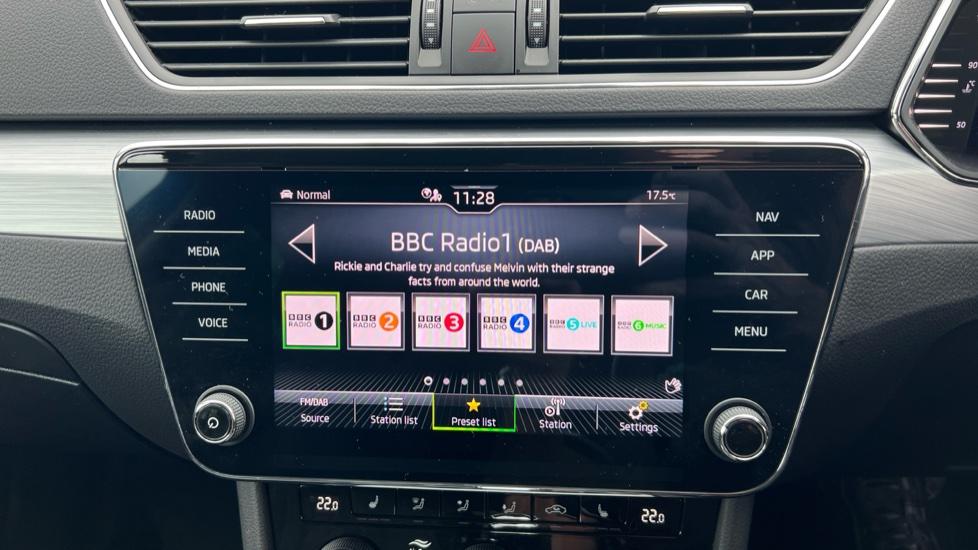 90
°C
50
Normal
11:28
17.5°C
RADIO
MEDIA
PHONE
VOICE
NAV
APP
CAR
MENU
BBC Radio1 (DAB)
Rickie and Charlie try and confuse Melvin with their strange
facts from around the world.
BBC RADIO 1
BBC RADIO 2
BBC RADIO 3
BBC RADIO 4
BBC RADIO 5 LIVE
BBC RADIO 6 MUSIC
FM/DAB
Source
Station list
Preset list
Station
Settings
22.0
22.0